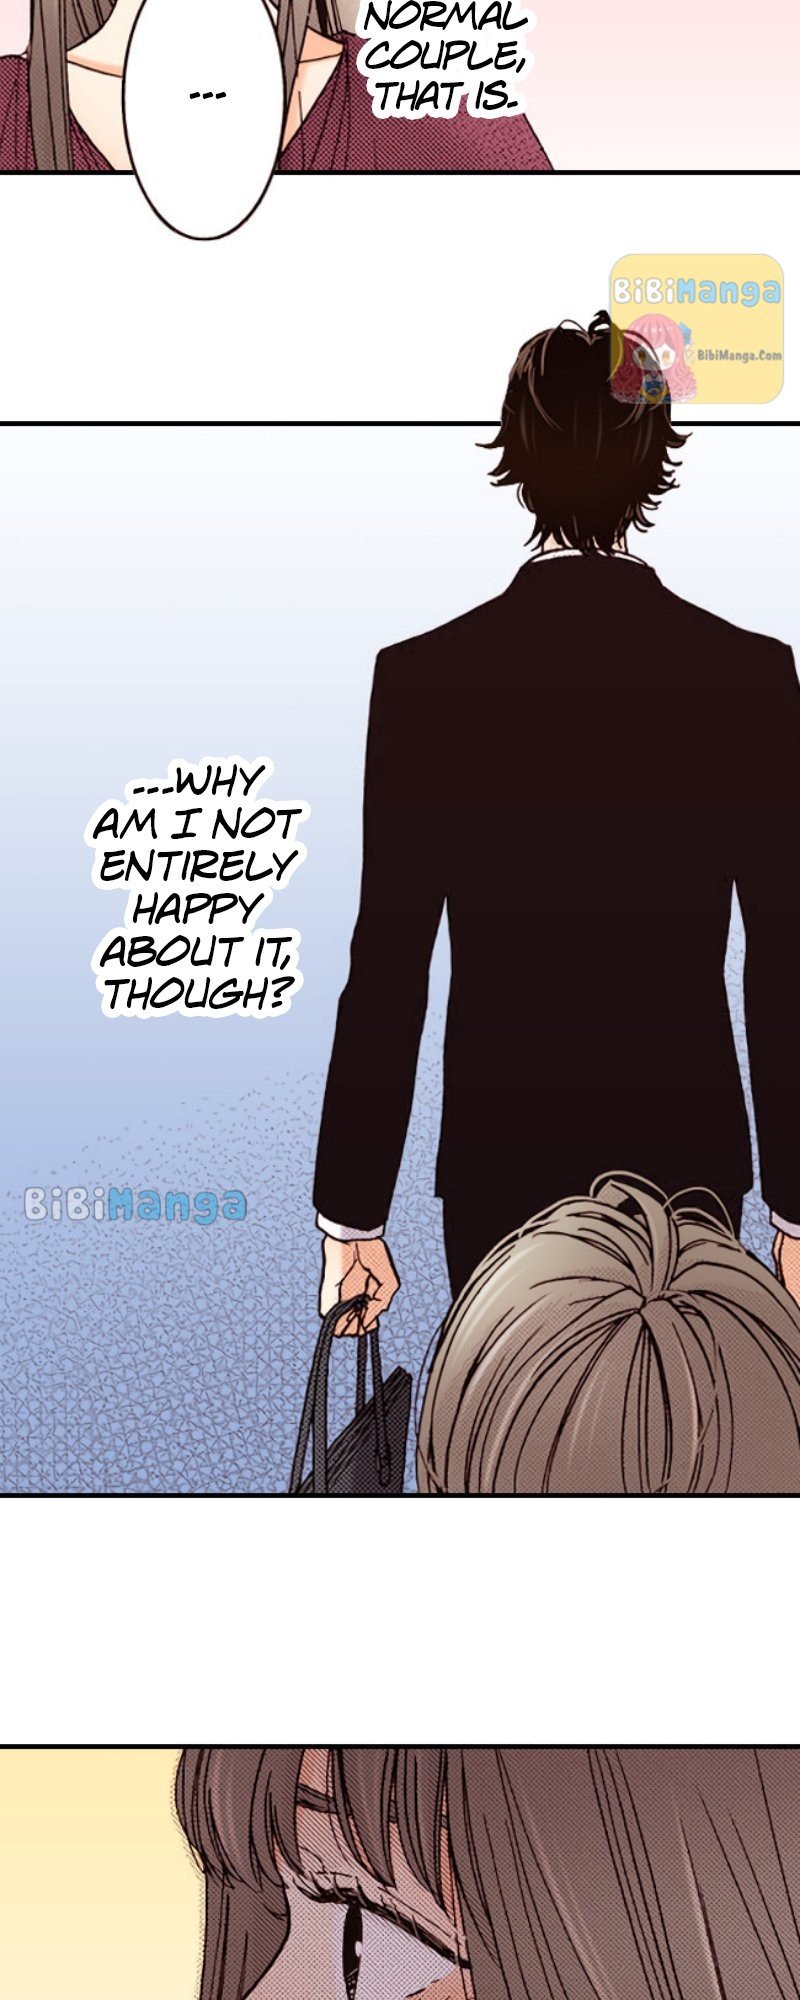 NORMAL
COUPLE,
THAT IS.
...
BiBiManga
BibiManga.Com
...WHY
AM I NOT
ENTIRELY
HAPPY
ABOUT IT,
THOUGH?
BiBiManga